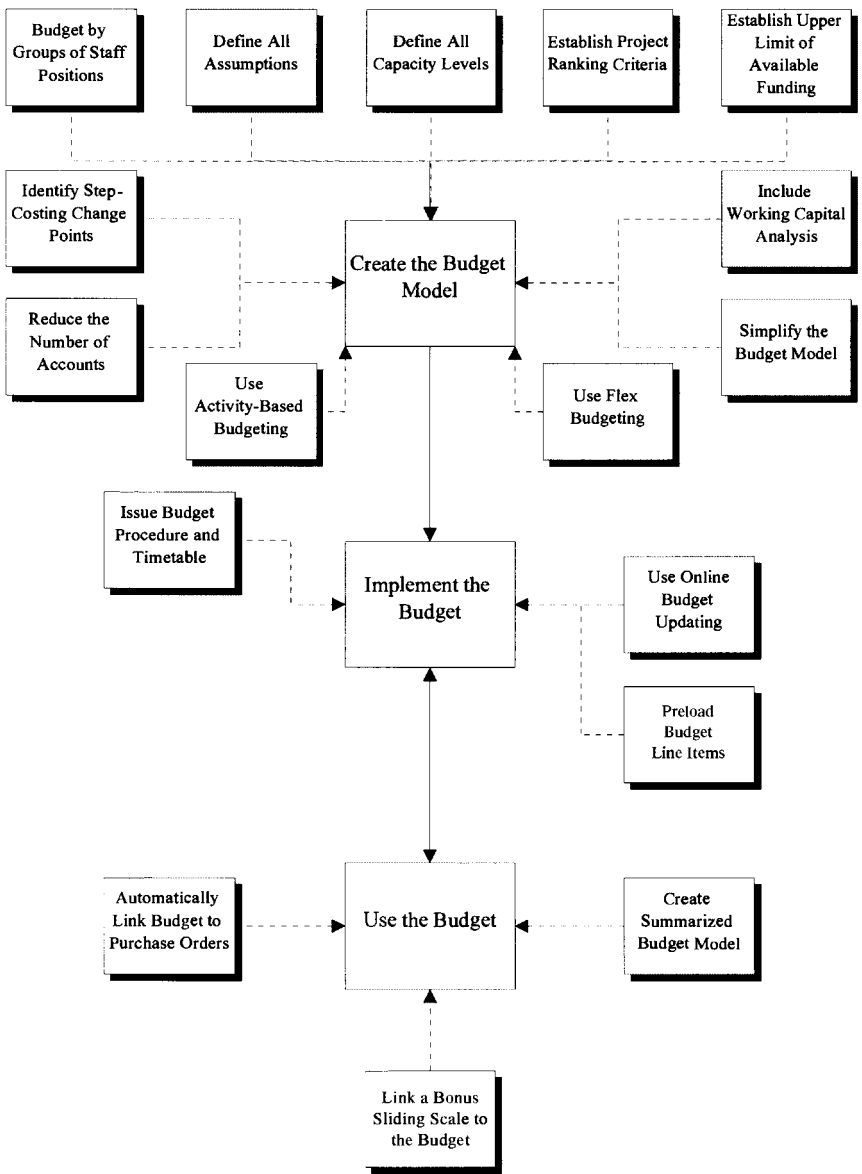 Budget by
Groups of Staff
Positions
Define All
Assumptions
Define All
Capacity Levels
Establish Project
Ranking Criteria
Establish Upper
Limit of
Available
Funding
Identify Step-
Costing Change
Points
Include
Working Capital
Analysis
Create the Budget
Model
Reduce the
Number of
Accounts
Simplify the
Budget Model
Use
Activity-Based
Budgeting
Use Flex
Budgeting
Issue Budget
Procedure and
Timetable
Implement the
Budget
Use Online
Budget
Updating
Preload
Budget
Line Items
Automatically
Link Budget to
Purchase Orders
Use the Budget
Create
Summarized
Budget Model
Link a Bonus
Sliding Scale to
the Budget